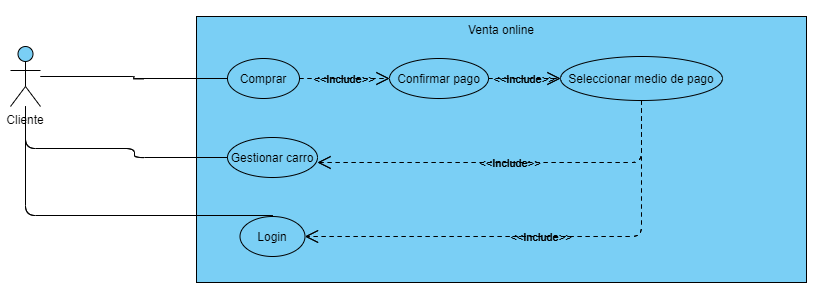 Venta online
Comprar
<<Include>>
Confirmar pago
<<Include>>
Seleccionar medio de pago
Cliente
Gestionar carro
<<Include>>
Login
<<Include>>